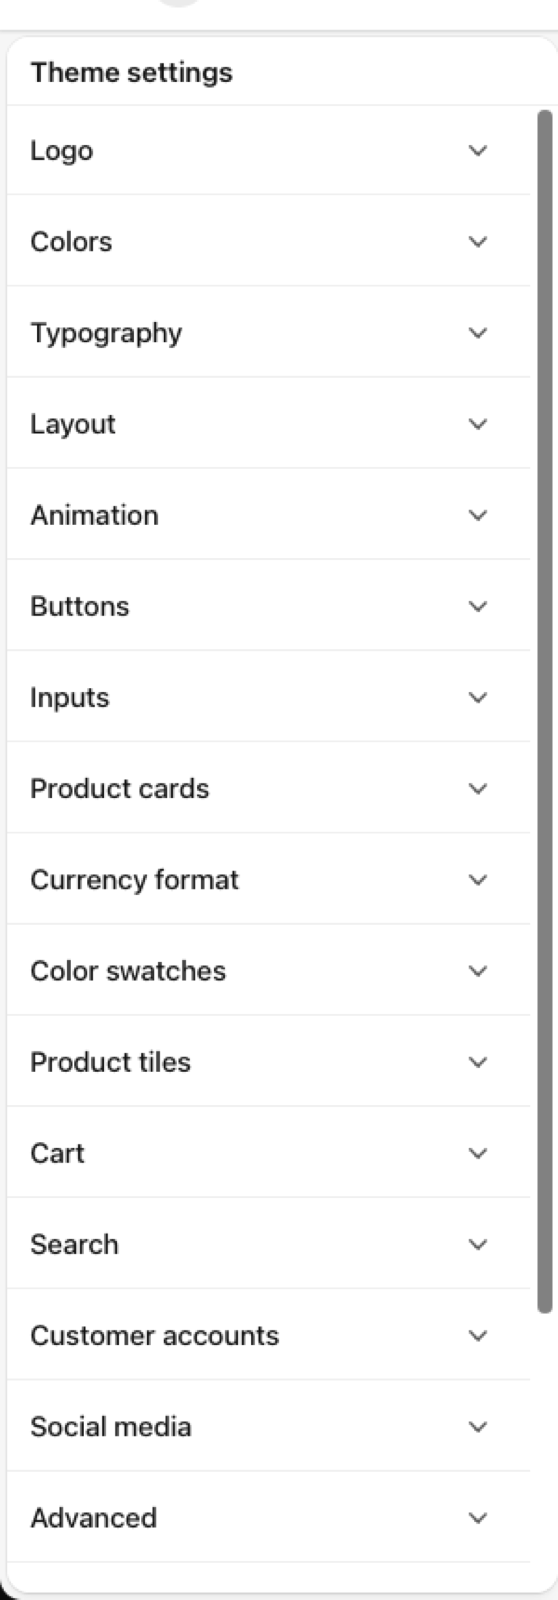 Theme settings
Logo
Colors
Typography
Layout
Animation
Buttons
Inputs
Product cards
Currency format
Color swatches
Product tiles
Cart
Search
Customer accounts
Social media
Advanced